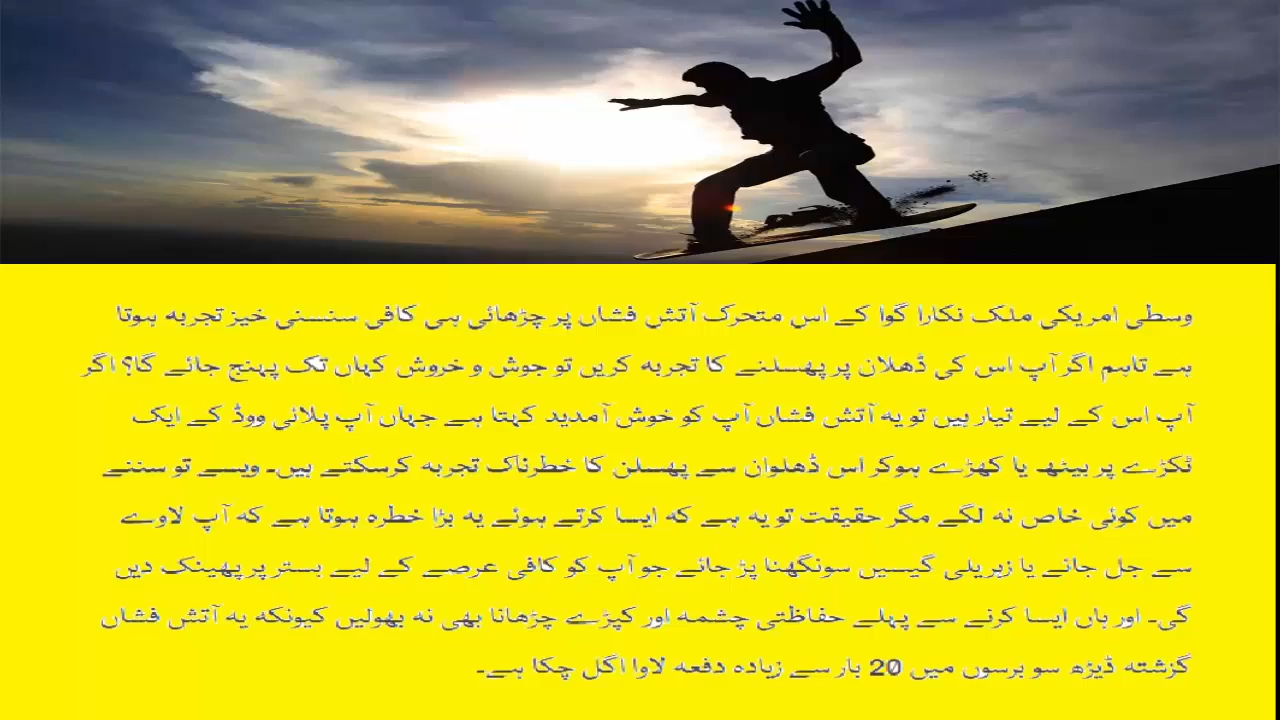 وسطی امریکی ملک نکارا گوا کے اس متحرک آتش فشاں پر چڑھائی ہی کافی سنسنی خیز تجربہ ہوتا
ہے تاہم اگر آپ اس کی ڈھلان پر پھسلنے کا تجربہ کریں تو جوش و خروش کہاں تک پہنچ جائے گا؟ اگر
آپ اس کے لیے تیار ہیں تو یہ آتش فشاں آپ کو خوش آمدید کہتا ہے جہاں آپ پلائی ووڈ کے ایک
ٹکڑے پر بیٹھ یا کھڑے ہوکر اس ڈھلوان سے پھسلن کا خطرناک تجربہ کرسکتے ہیں۔ ویسے تو سننے
میں کوئی خاص نہ لگے مگر حقیقت تو یہ ہے کہ ایسا کرتے ہوئے یہ بڑا خطرہ ہوتا ہے کہ آپ لاوے
سے جل جانے یا زہریلی گیسیں سونگھنا پڑ جائے جو آپ کو کافی عرصے کے لیے بستر پر پھینک دیں
گی۔ اور ہاں ایسا کرنے سے پہلے حفاظتی چشمہ اور کپڑے چڑھانا بھی نہ بھولیں کیونکہ یہ آتش فشاں
گزشتہ ڈیڑھ سو برسوں میں 20 بار سے زیادہ دفعہ لاوا اگل چکا ہے۔